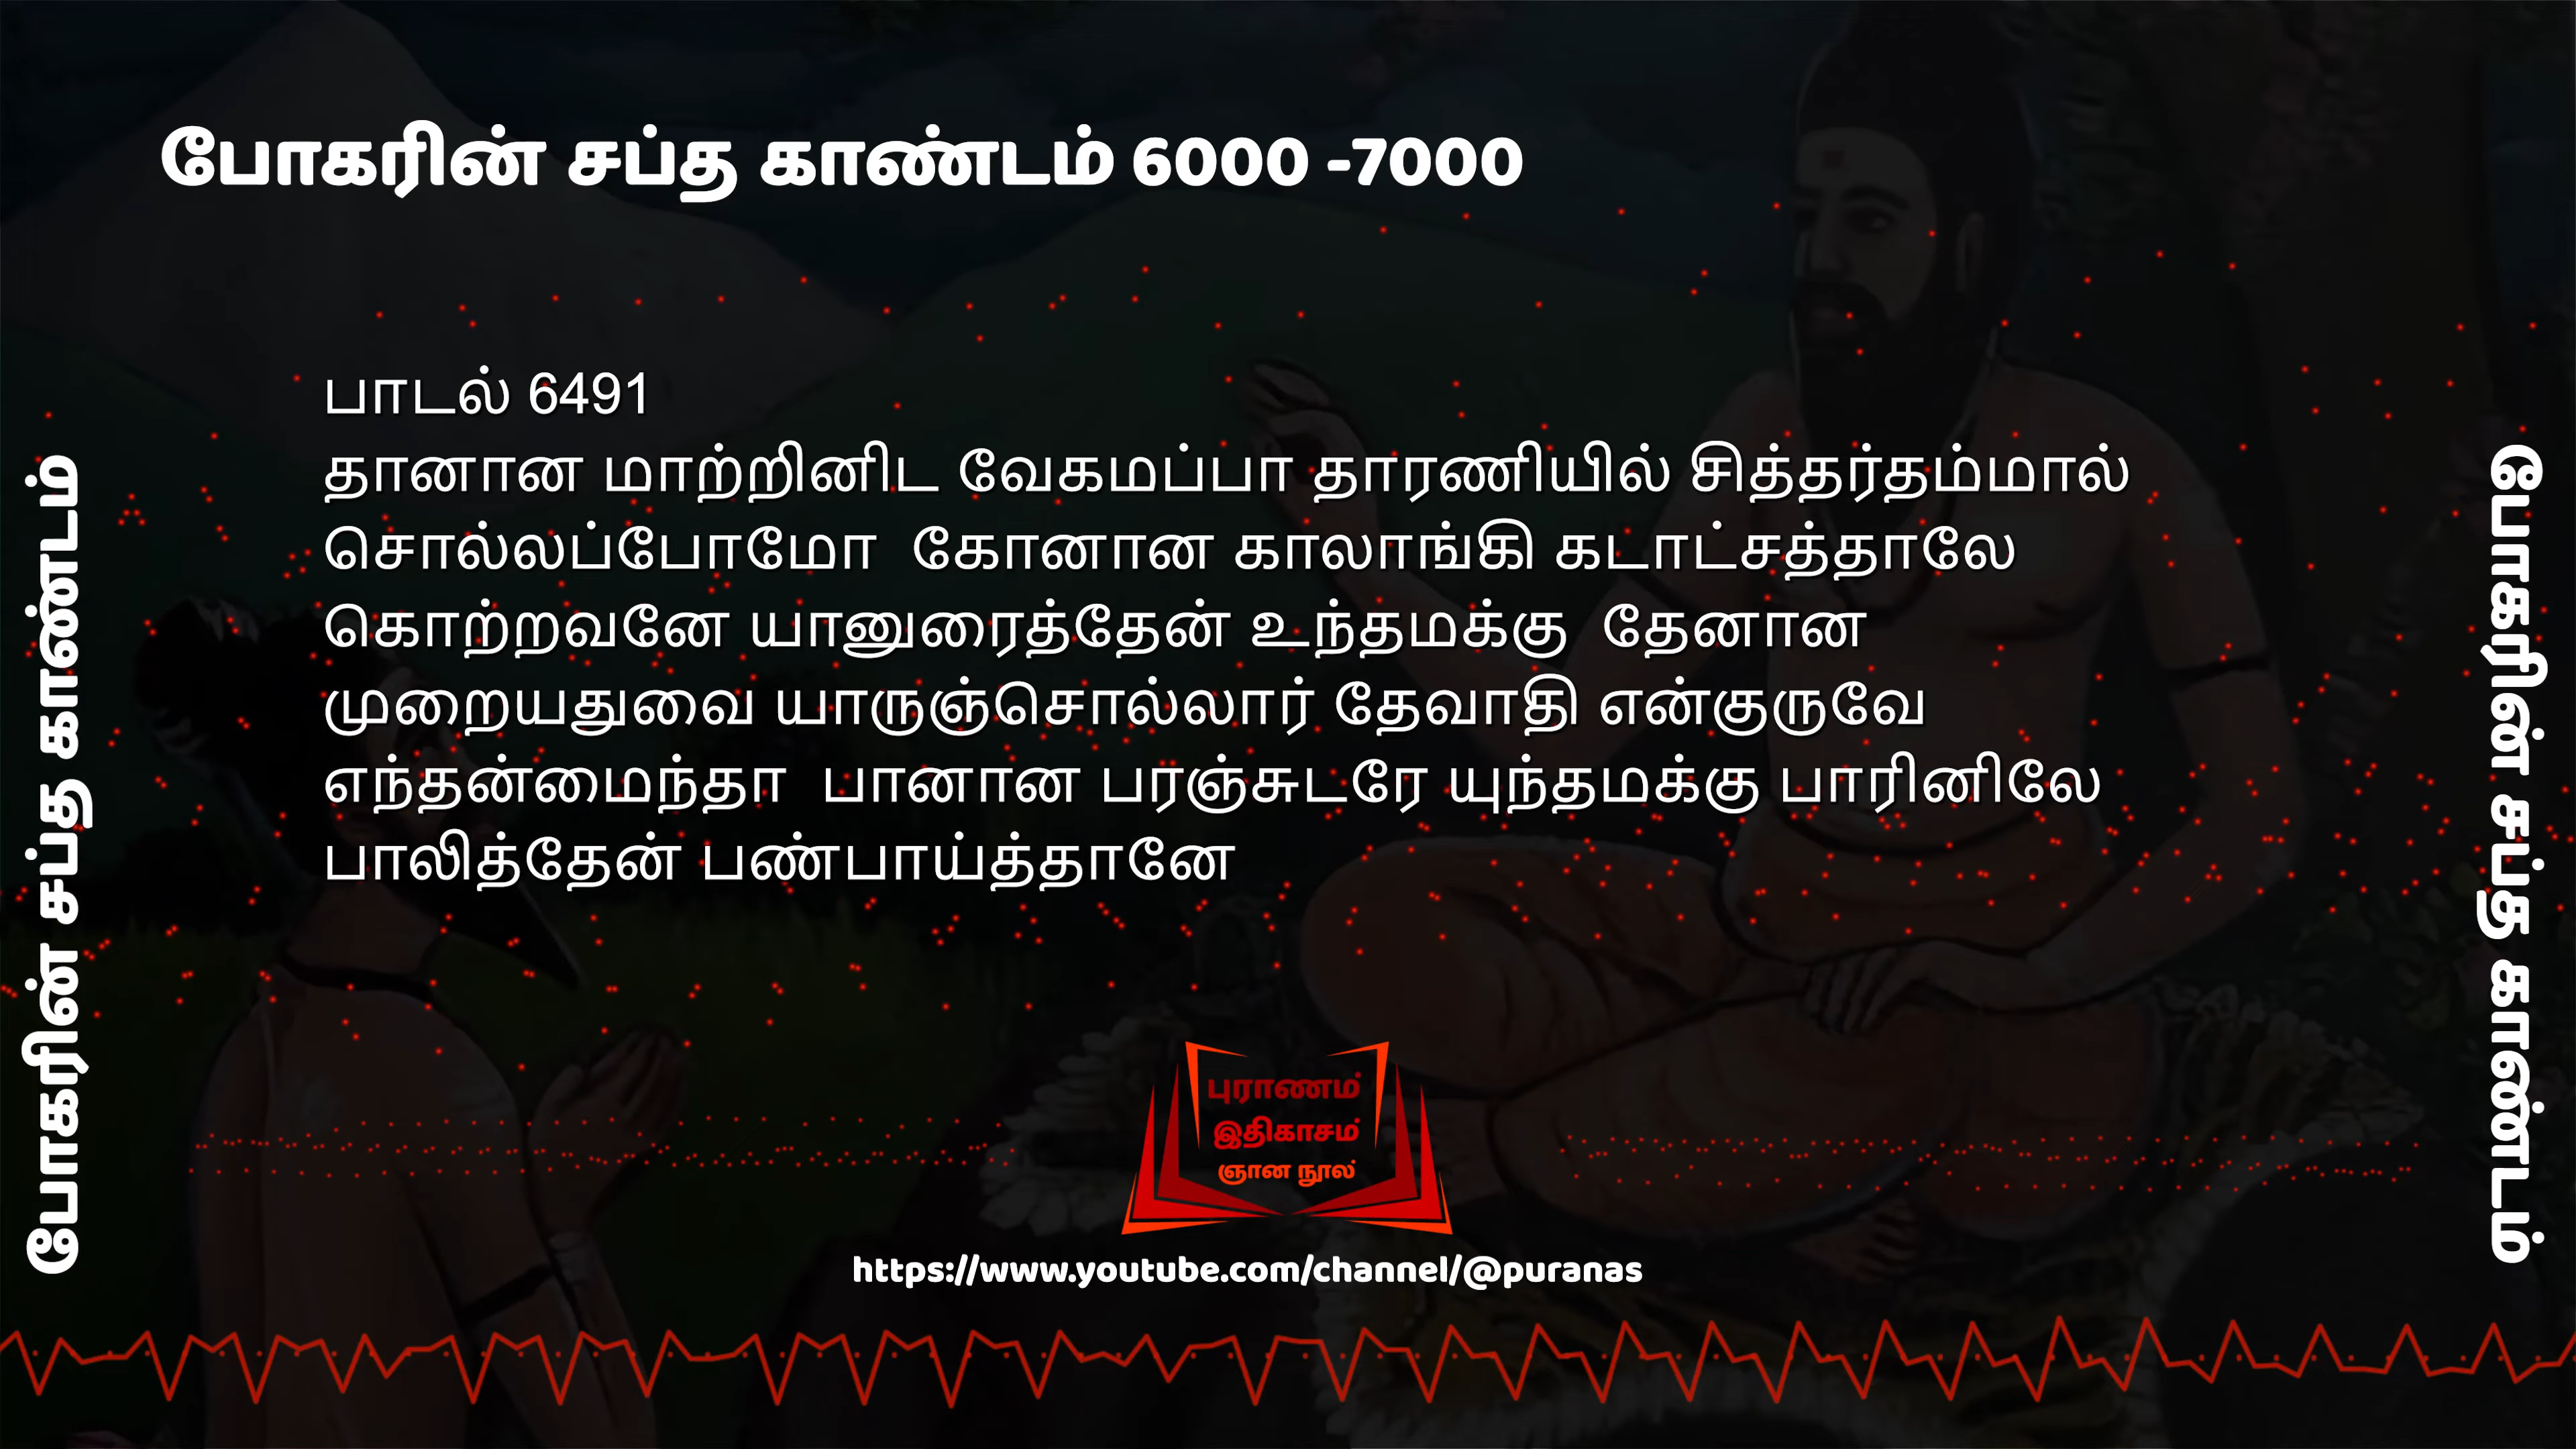 போகரின் சப்த காண்டம் 6000 -7000
பாடல் 6491
தானான மாற்றினிட வேகமப்பா தாரணியில் சித்தர்தம்மால்
சொல்லப்போமோ கோனான காலாங்கி கடாட்சத்தாலே
கொற்றவனே யானுரைத்தேன் உந்தமக்கு தேனான
முறையதுவை யாருஞ்சொல்லார் தேவாதி என்குருவே
எந்தன்மைந்தா பானான பரஞ்சுடரே யுந்தமக்கு பாரினிலே
பாலித்தேன் பண்பாய்த்தானே
போகரின் சப்த காண்டம்
போகரின் சப்த காண்டம்
புராணம்
இதிகாசம்
ஞான நூல்
https://www.youtube.com/channel/@puranas